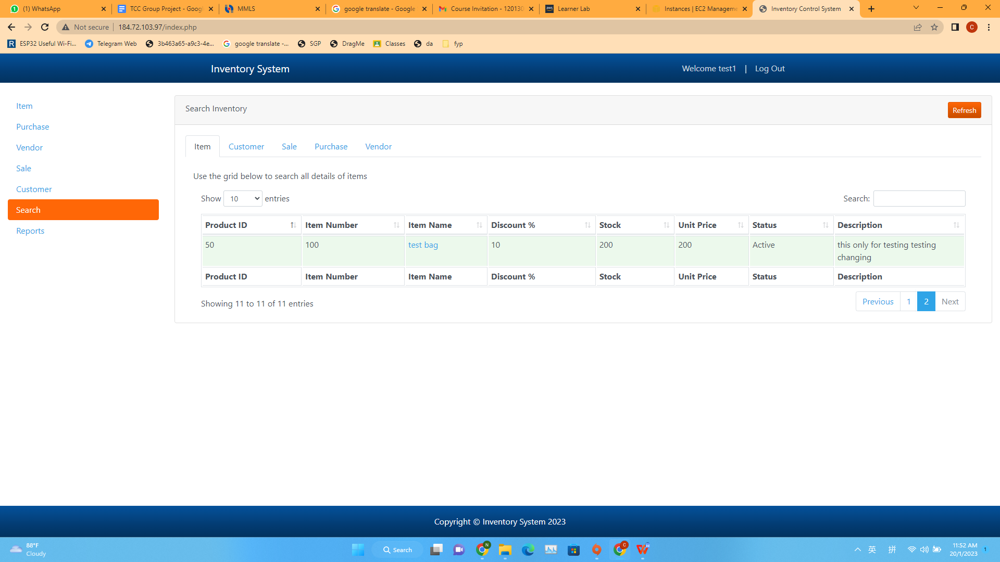 (1) WhatsApp
TCC Group Project - Googl
MMLS
google translate - Google
Course Invitation - 120130
aws
Learner Lab
Instances | EC2 Manageme
Inventory Control System
Not secure
184.72.103.97/index.php
C
R
ESP32 Useful Wi-Fi...
Telegram Web
3b463a65-a9c3-4e...
google translate -...
SGP
DragMe
Classes
da
fyp
Inventory System
Welcome test1 | Log Out
Item
Purchase
Vendor
Sale
Customer
Search
Reports
Search Inventory
Refresh
Item Customer Sale Purchase Vendor
Use the grid below to search all details of items
Show 10 entries
Search:
Product ID Item Number Item Name Discount % Stock Unit Price Status Description
50 100 test bag 10 200 200 Active this only for testing testing
changing
Product ID Item Number Item Name Discount % Stock Unit Price Status Description
Showing 11 to 11 of 11 entries
Previous 1 2 Next
Copyright © Inventory System 2023
88°F
Cloudy
Search
N
C
英
拼
11:52 AM
20/1/2023
1